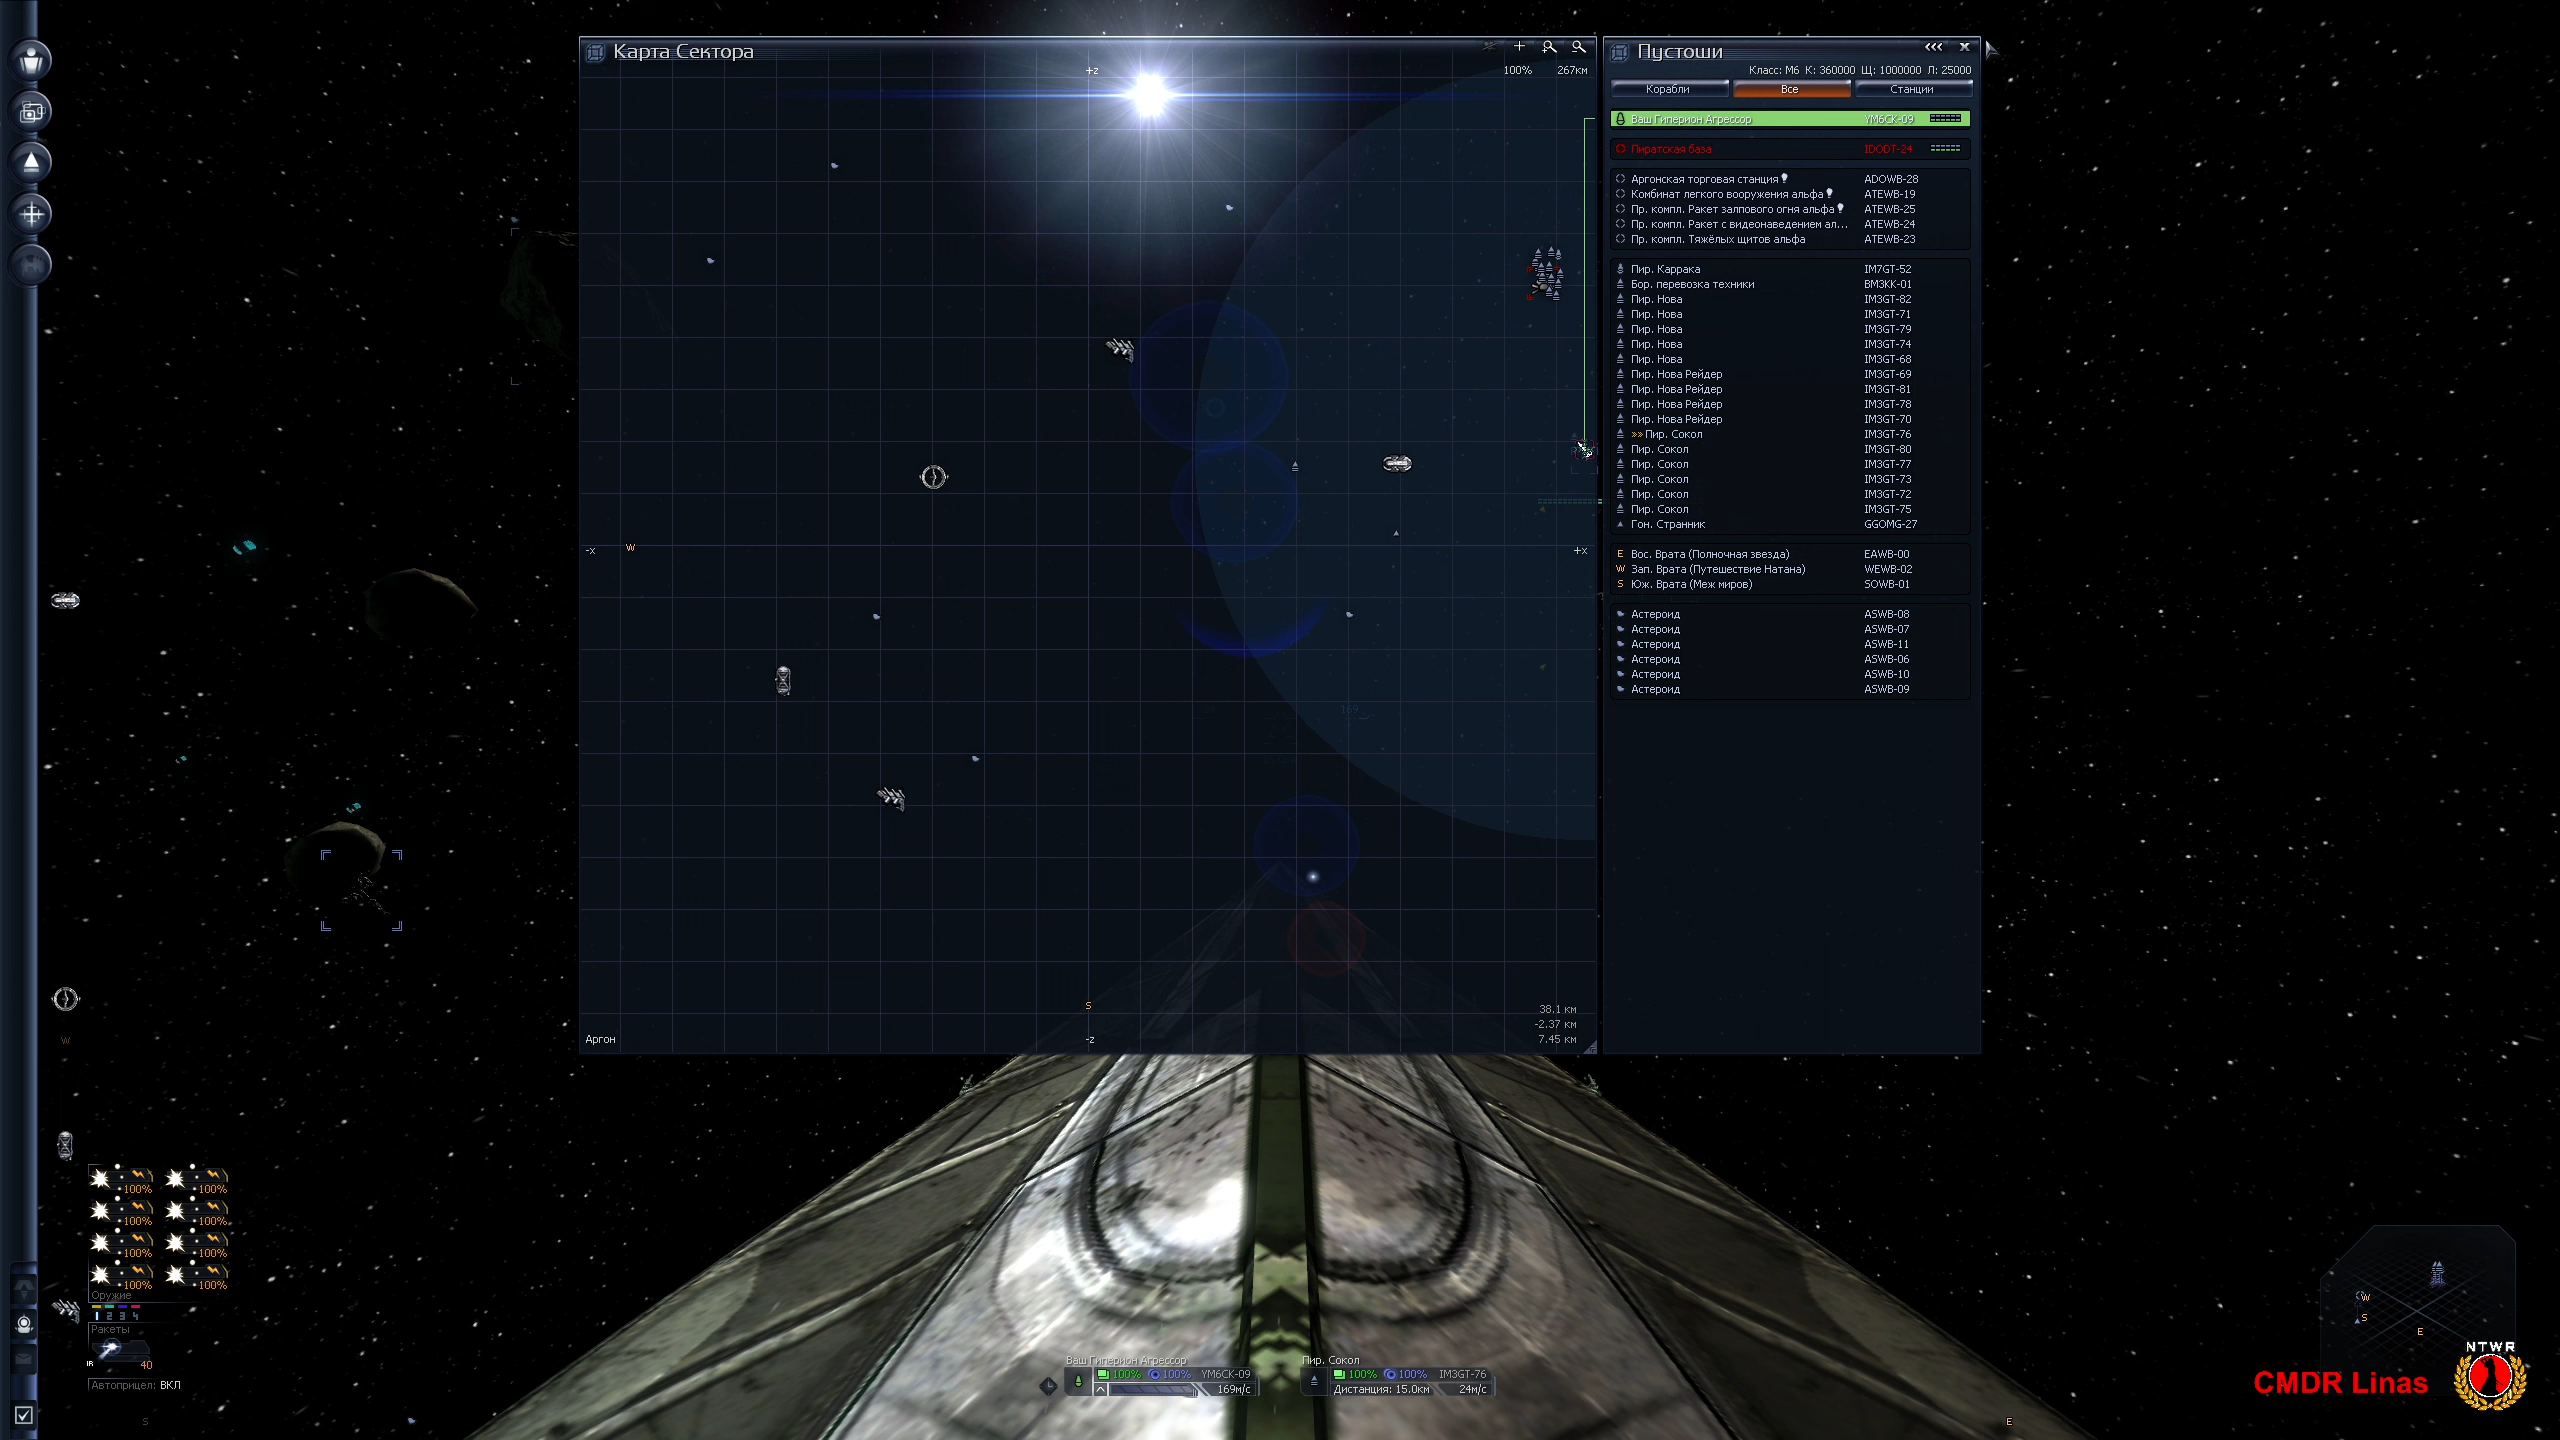 Карта Сектора
+z
100% 267км
-x W +x
S
38.1 км
-2.37 км
7.45 км
Аргон -z
Пустоши
Класс: М6 К: 360000 Щ: 1000000 Л: 25000
Корабли Все Станции
Ваш Гиперион Агрессор YM6CK-09
Пиратская база IDODT-24
Аргонская торговая станция ADOWB-28
Комбинат легкого вооружения альфа ATEWB-19
Пр. компл. Ракет залпового огня альфа ATEWB-25
Пр. компл. Ракет с видеонаведением ал... ATEWB-24
Пр. компл. Тяжёлых щитов альфа ATEWB-23
Пир. Каррака IM7GT-52
Бор. перевозка техники BM3KK-01
Пир. Нова IM3GT-82
Пир. Нова IM3GT-71
Пир. Нова IM3GT-79
Пир. Нова IM3GT-74
Пир. Нова IM3GT-68
Пир. Нова Рейдер IM3GT-69
Пир. Нова Рейдер IM3GT-81
Пир. Нова Рейдер IM3GT-78
Пир. Нова Рейдер IM3GT-70
»Пир. Сокол IM3GT-76
Пир. Сокол IM3GT-80
Пир. Сокол IM3GT-77
Пир. Сокол IM3GT-73
Пир. Сокол IM3GT-72
Пир. Сокол IM3GT-75
Гон. Странник GGOMG-27
E Вос. Врата (Полночная звезда) EAWB-00
W Зап. Врата (Путешествие Натана) WEWB-02
S Юж. Врата (Меж миров) SOWB-01
Астероид ASWB-08
Астероид ASWB-07
Астероид ASWB-11
Астероид ASWB-06
Астероид ASWB-10
Астероид ASWB-09
169
W
100% 100%
100% 100%
100% 100%
100% 100%
Оружие
1 2 3 4
Ракеты
IR 40
Автоприцел: ВКЛ
S
Ваш Гиперион Агрессор
100% 100% YM6CK-09
169м/с
Пир. Сокол
100% 100% IM3GT-76
Дистанция: 15.0км 24м/с
E
W
S
E
NTWR
CMDR Linas